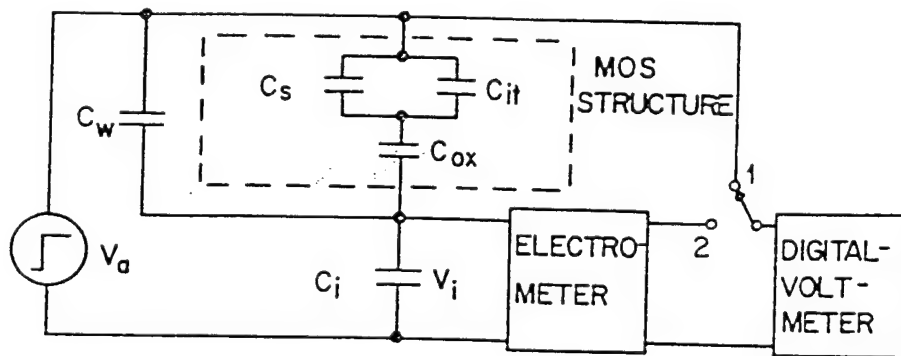 MOS
STRUCTURE
Cs
Cit
Cw
Cox
1
2
Va
Ci
Vi
ELECTRO-
METER
DIGITAL-
VOLT-
METER